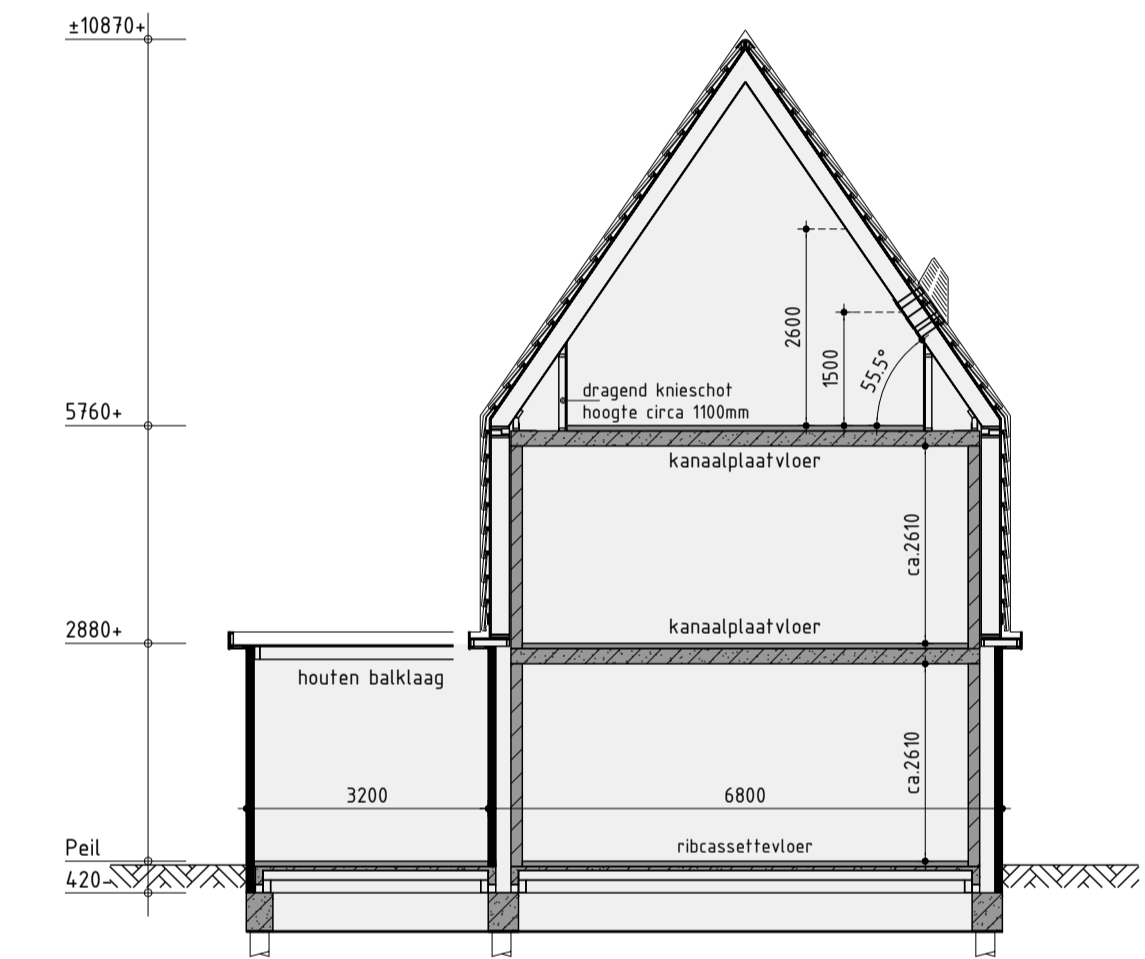 ±10870+
2600
1500
55.5°
dragend knieschot
hoogte circa 1100mm
5760+
kanaalplaatvloer
ca.2610
2880+
kanaalplaatvloer
houten balklaag
ca.2610
3200
6800
Peil
ribcassettevloer
420-